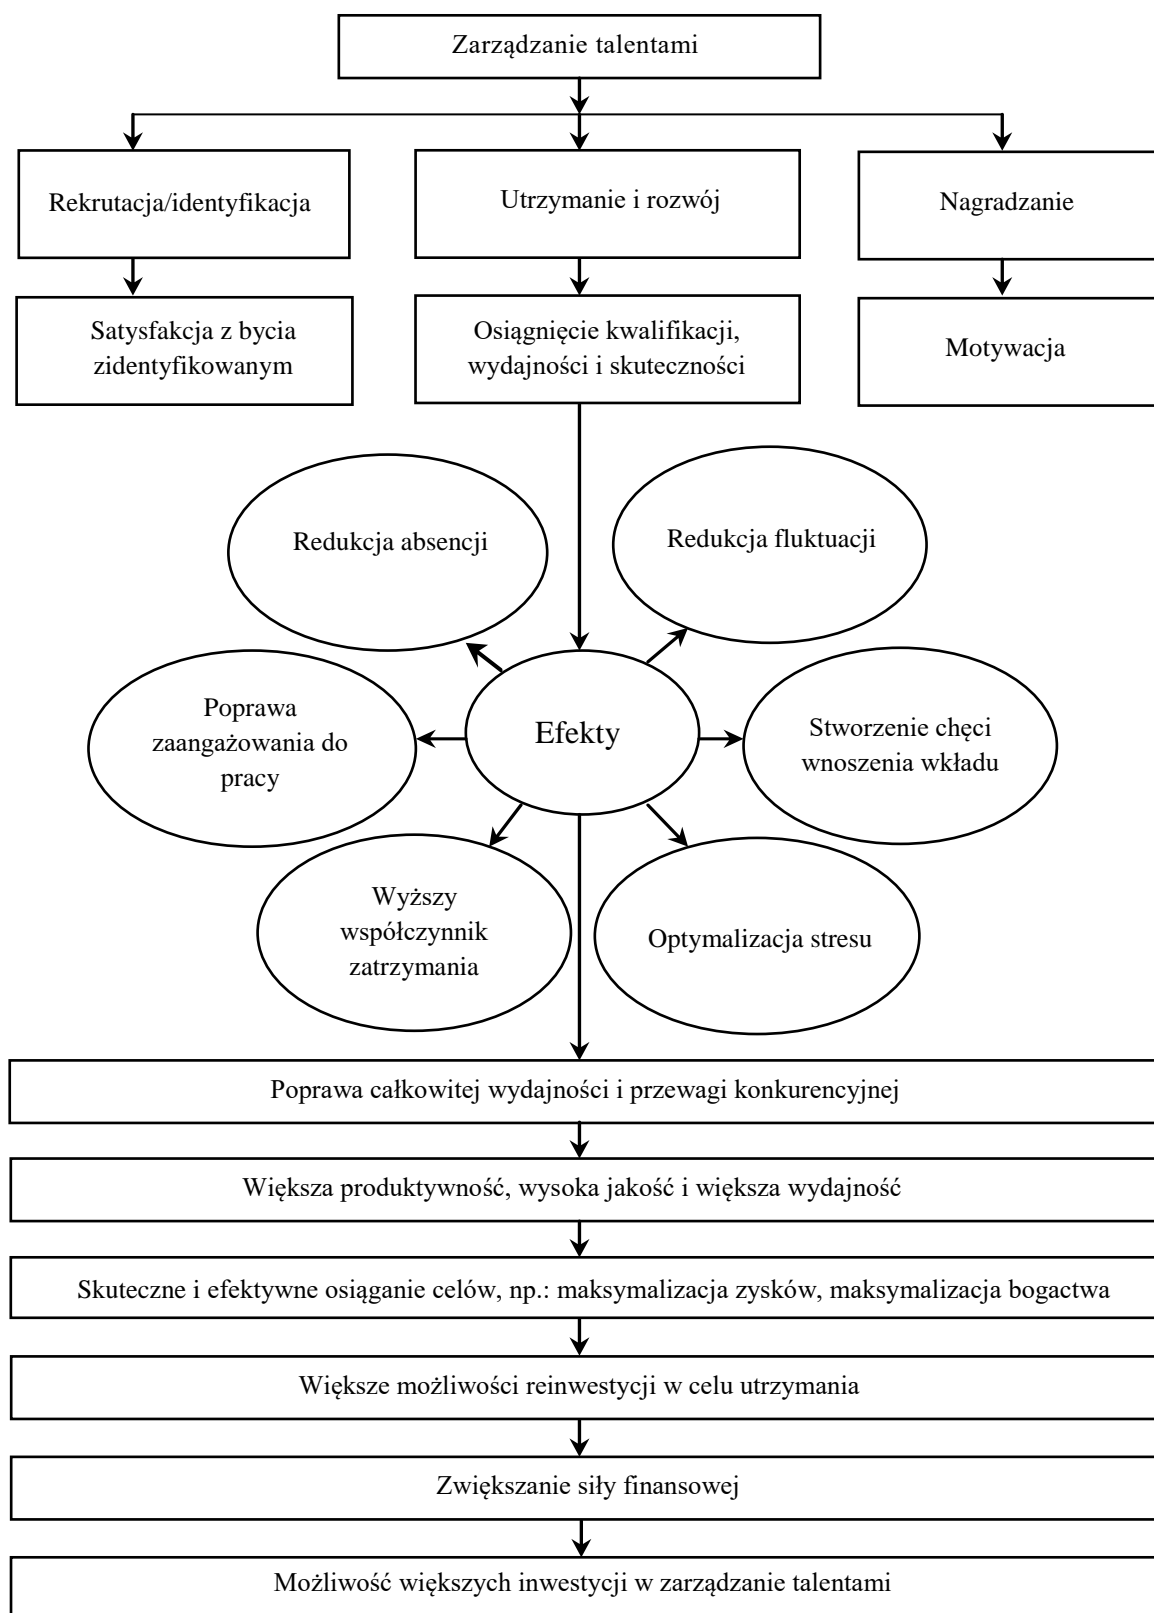 Zarządzanie talentami
Rekrutacja/identyfikacja
Utrzymanie i rozwój
Nagradzanie
Satysfakcja z bycia
zidentyfikowanym
Osiągnięcie kwalifikacji,
wydajności i skuteczności
Motywacja
Redukcja absencji
Redukcja fluktuacji
Poprawa
zaangażowania do
pracy
Efekty
Stworzenie chęci
wnoszenia wkładu
Wyższy
współczynnik
zatrzymania
Optymalizacja stresu
Poprawa całkowitej wydajności i przewagi konkurencyjnej
Większa produktywność, wysoka jakość i większa wydajność
Skuteczne i efektywne osiąganie celów, np.: maksymalizacja zysków, maksymalizacja bogactwa
Większe możliwości reinwestycji w celu utrzymania
Zwiększanie siły finansowej
Możliwość większych inwestycji w zarządzanie talentami